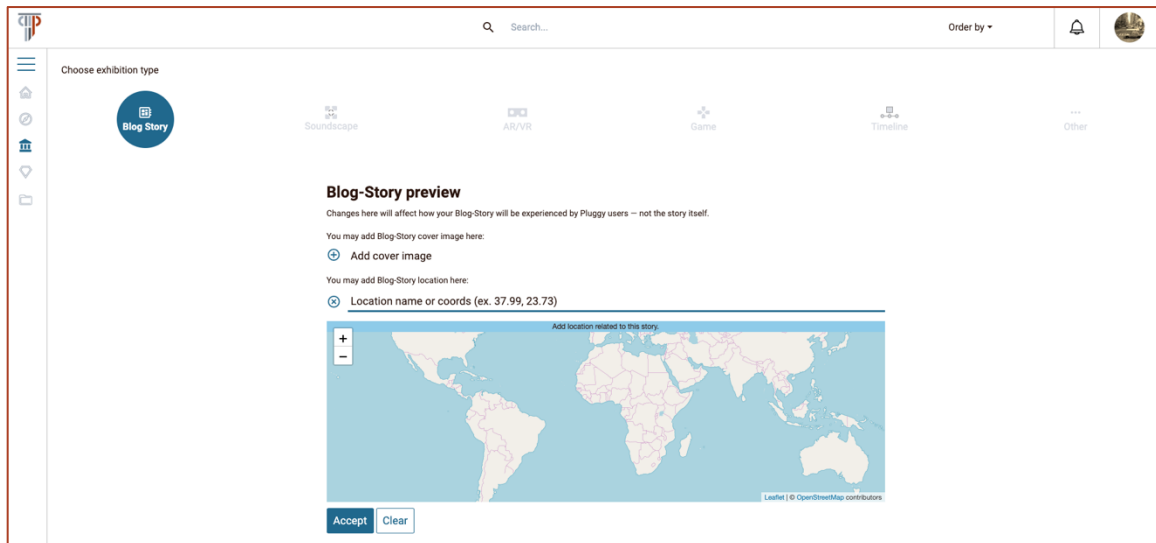 Search...
Order by
Choose exhibition type
Blog Story
Soundscape
AR/VR
Game
Timeline
Other
Blog-Story preview
Changes here will affect how your Blog-Story will be experienced by Pluggy users — not the story itself.
You may add Blog-Story cover image here:
Add cover image
You may add Blog-Story location here:
Location name or coords (ex. 37.99, 23.73)
Add location related to this story.
+
−
Leaflet | © OpenStreetMap contributors
Accept
Clear